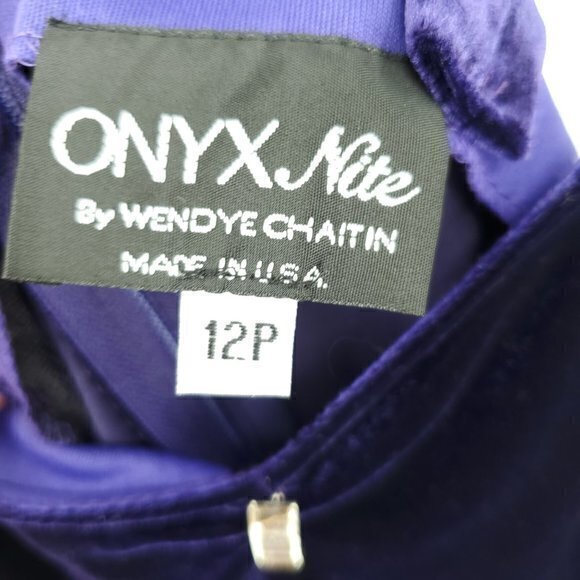 ONYX Nite
By WENDYE CHAITIN
MADE IN U.S.A.
12P